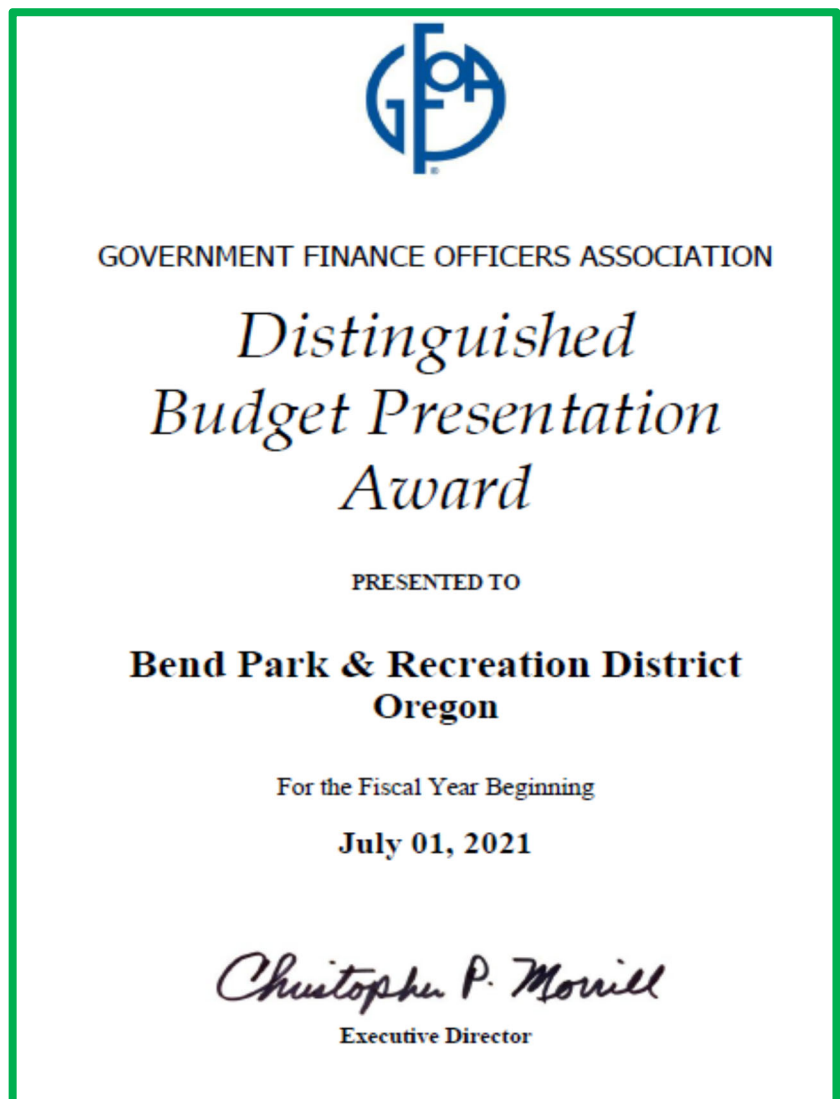 GFOA
®
GOVERNMENT FINANCE OFFICERS ASSOCIATION
Distinguished
Budget Presentation
Award
PRESENTED TO
Bend Park & Recreation District
Oregon
For the Fiscal Year Beginning
July 01, 2021
Christopher P. Morrill
Executive Director